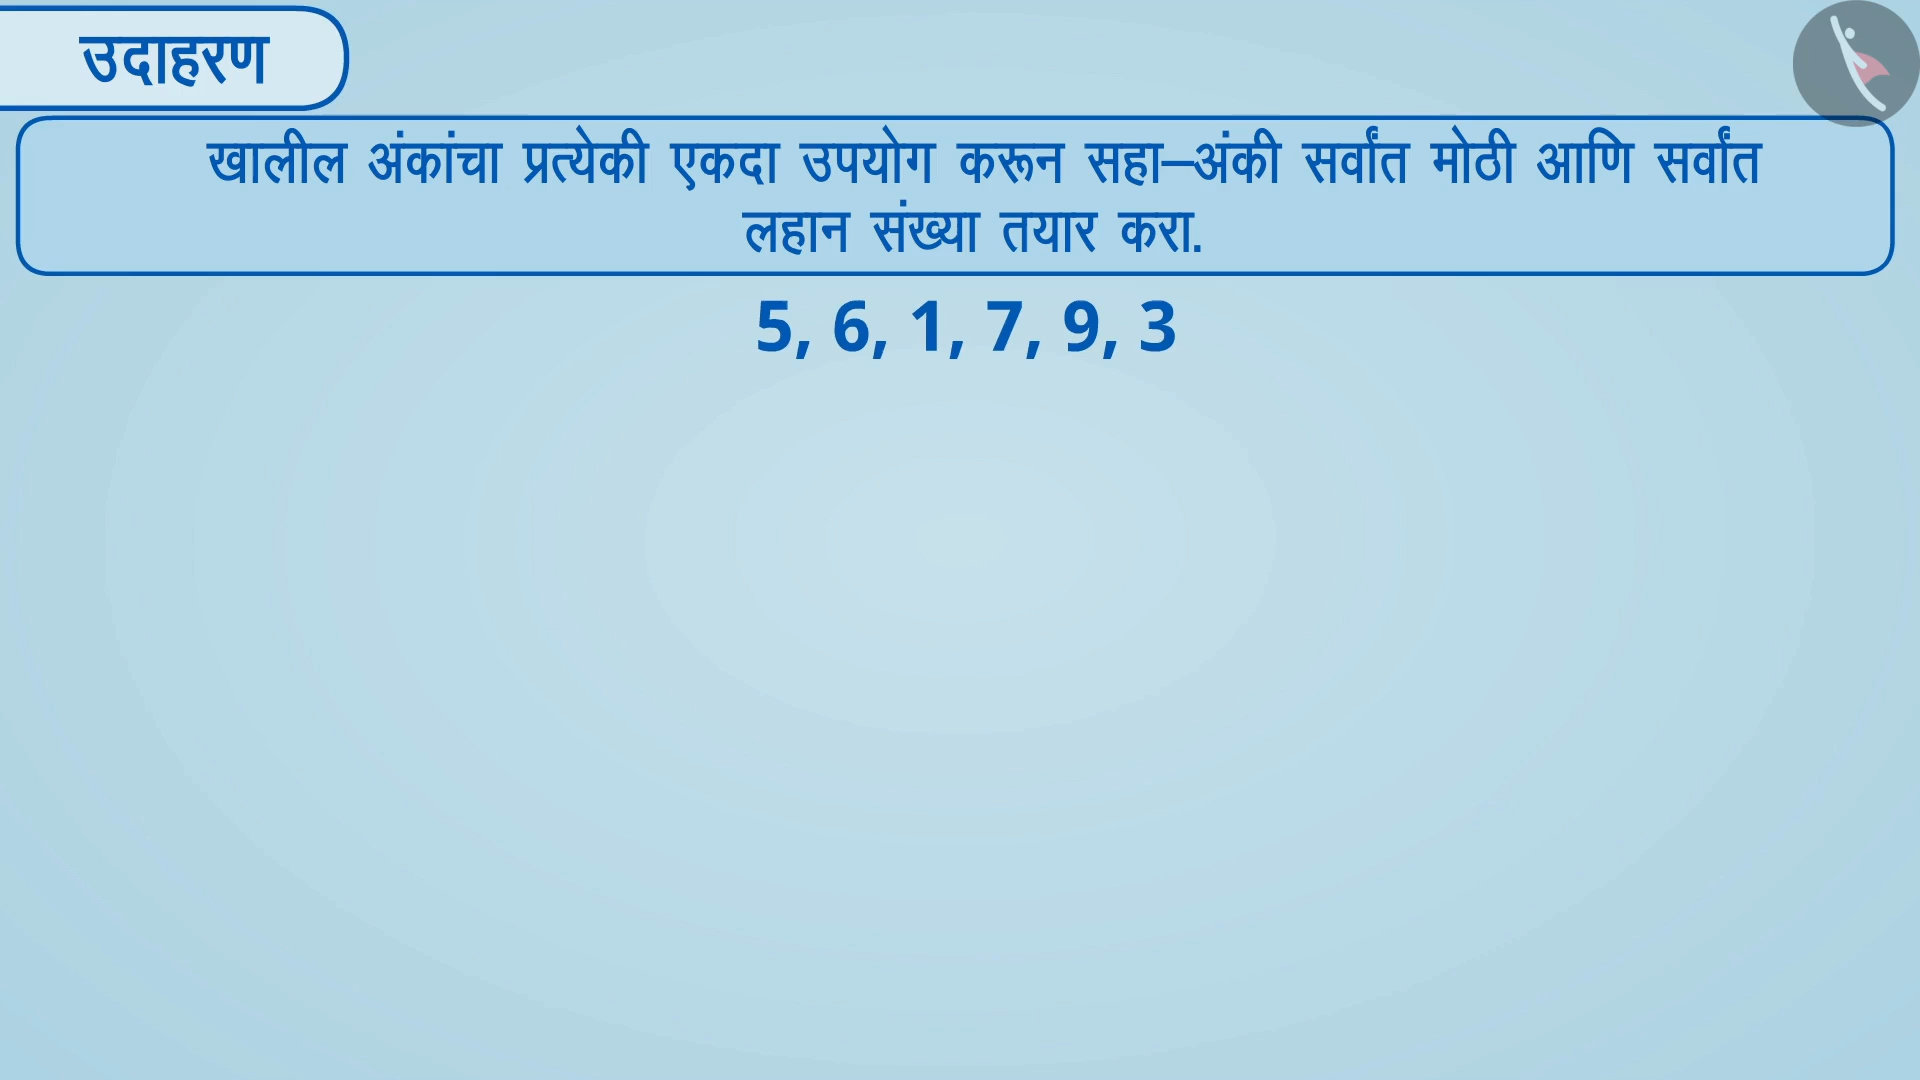 उदाहरण
खालील अंकांचा प्रत्येकी एकदा उपयोग करून सहा–अंकी सर्वांत मोठी आणि सर्वांत
लहान संख्या तयार करा.
5, 6, 1, 7, 9, 3